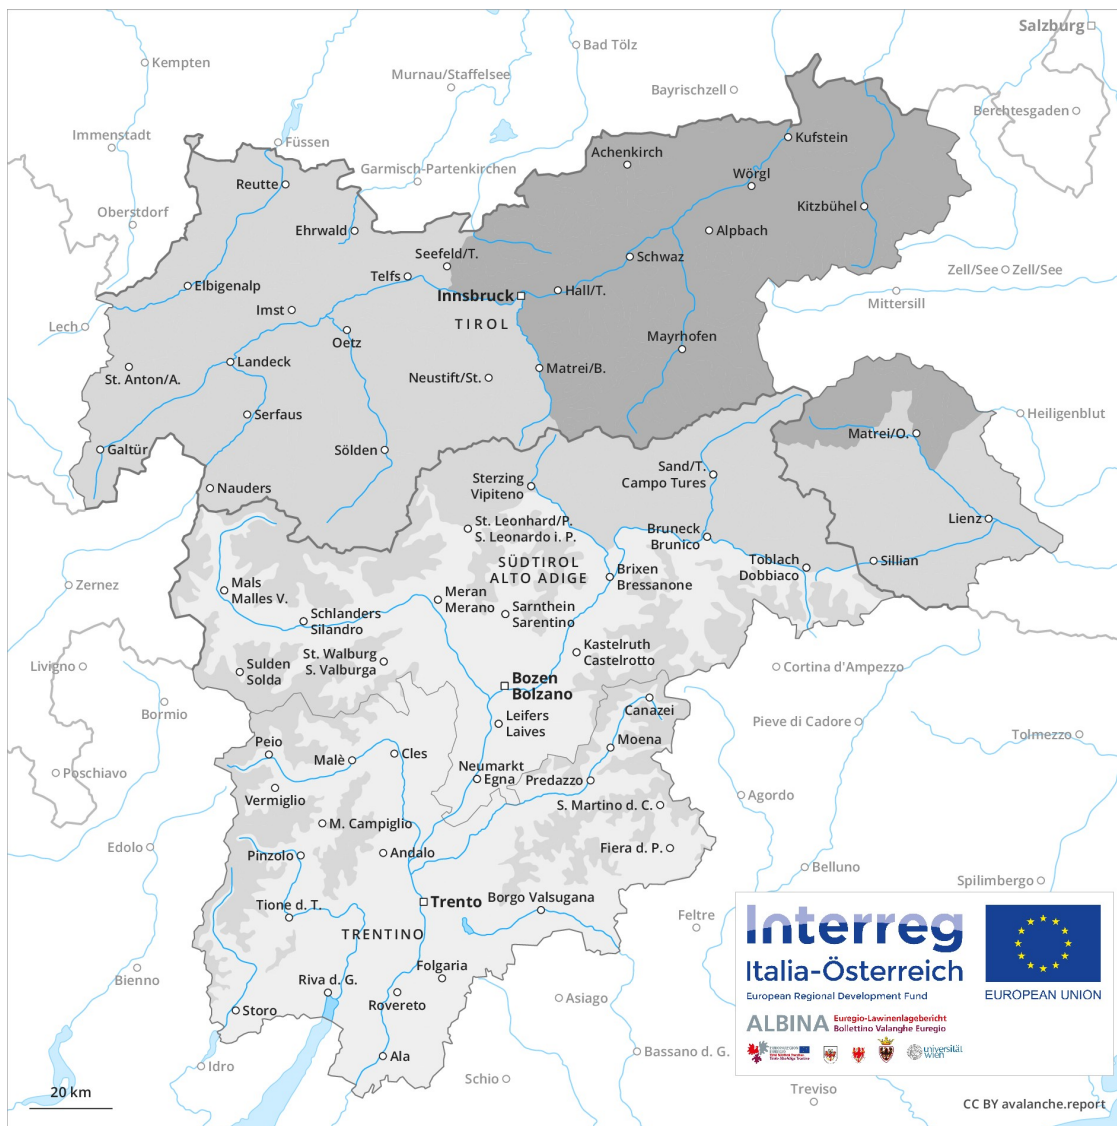 Salzburg
Bad Tölz
Kempten
Murnau/Staffelsee
Bayrischzell
Berchtesgaden
Immenstadt
Füssen
Kufstein
Achenkirch
Garmisch-Partenkirchen
Wörgl
Reutte
Oberstdorf
Kitzbühel
Ehrwald
Alpbach
Seefeld/T.
Schwaz
Telfs
Zell/See
Zell/See
Elbigenalp
Hall/T.
Innsbruck
Mittersill
Imst
TIROL
Lech
Oetz
Mayrhofen
Landeck
Matrei/B.
St. Anton/A.
Neustift/St.
Serfaus
Heiligenblut
Matrei/O.
Galtür
Sölden
Sand/T.
Campo Tures
Sterzing
Vipiteno
Nauders
Lienz
St. Leonhard/P.
S. Leonardo i. P.
Bruneck
Brunico
SÜDTIROL
ALTO ADIGE
Toblach
Dobbiaco
Sillian
Brixen
Bressanone
Zernez
Mals
Malles V.
Meran
Merano
Sarnthein
Sarentino
Schlanders
Silandro
Kastelruth
Castelrotto
St. Walburg
S. Valburga
Livigno
Sulden
Solda
Cortina d'Ampezzo
Bozen
Bolzano
Canazei
Bormio
Leifers
Laives
Pieve di Cadore
Tolmezzo
Moena
Peio
Cles
Malè
Neumarkt
Egna
Predazzo
Poschiavo
Vermiglio
Agordo
S. Martino d. C.
M. Campiglio
Edolo
Pinzolo
Andalo
Fiera d. P.
Belluno
Spilimbergo
Trento
Borgo Valsugana
Tione d. T.
Feltre
TRENTINO
Interreg
Italia-Österreich
European Regional Development Fund
EUROPEAN UNION
Folgaria
Bienno
Riva d. G.
Rovereto
Asiago
Storo
ALBINA
Euregio-Lawinenlagebericht
Bollettino Valanghe Euregio
universität
wien
Ala
Bassano d. G.
Idro
Schio
Treviso
20 km
CC BY avalanche.report